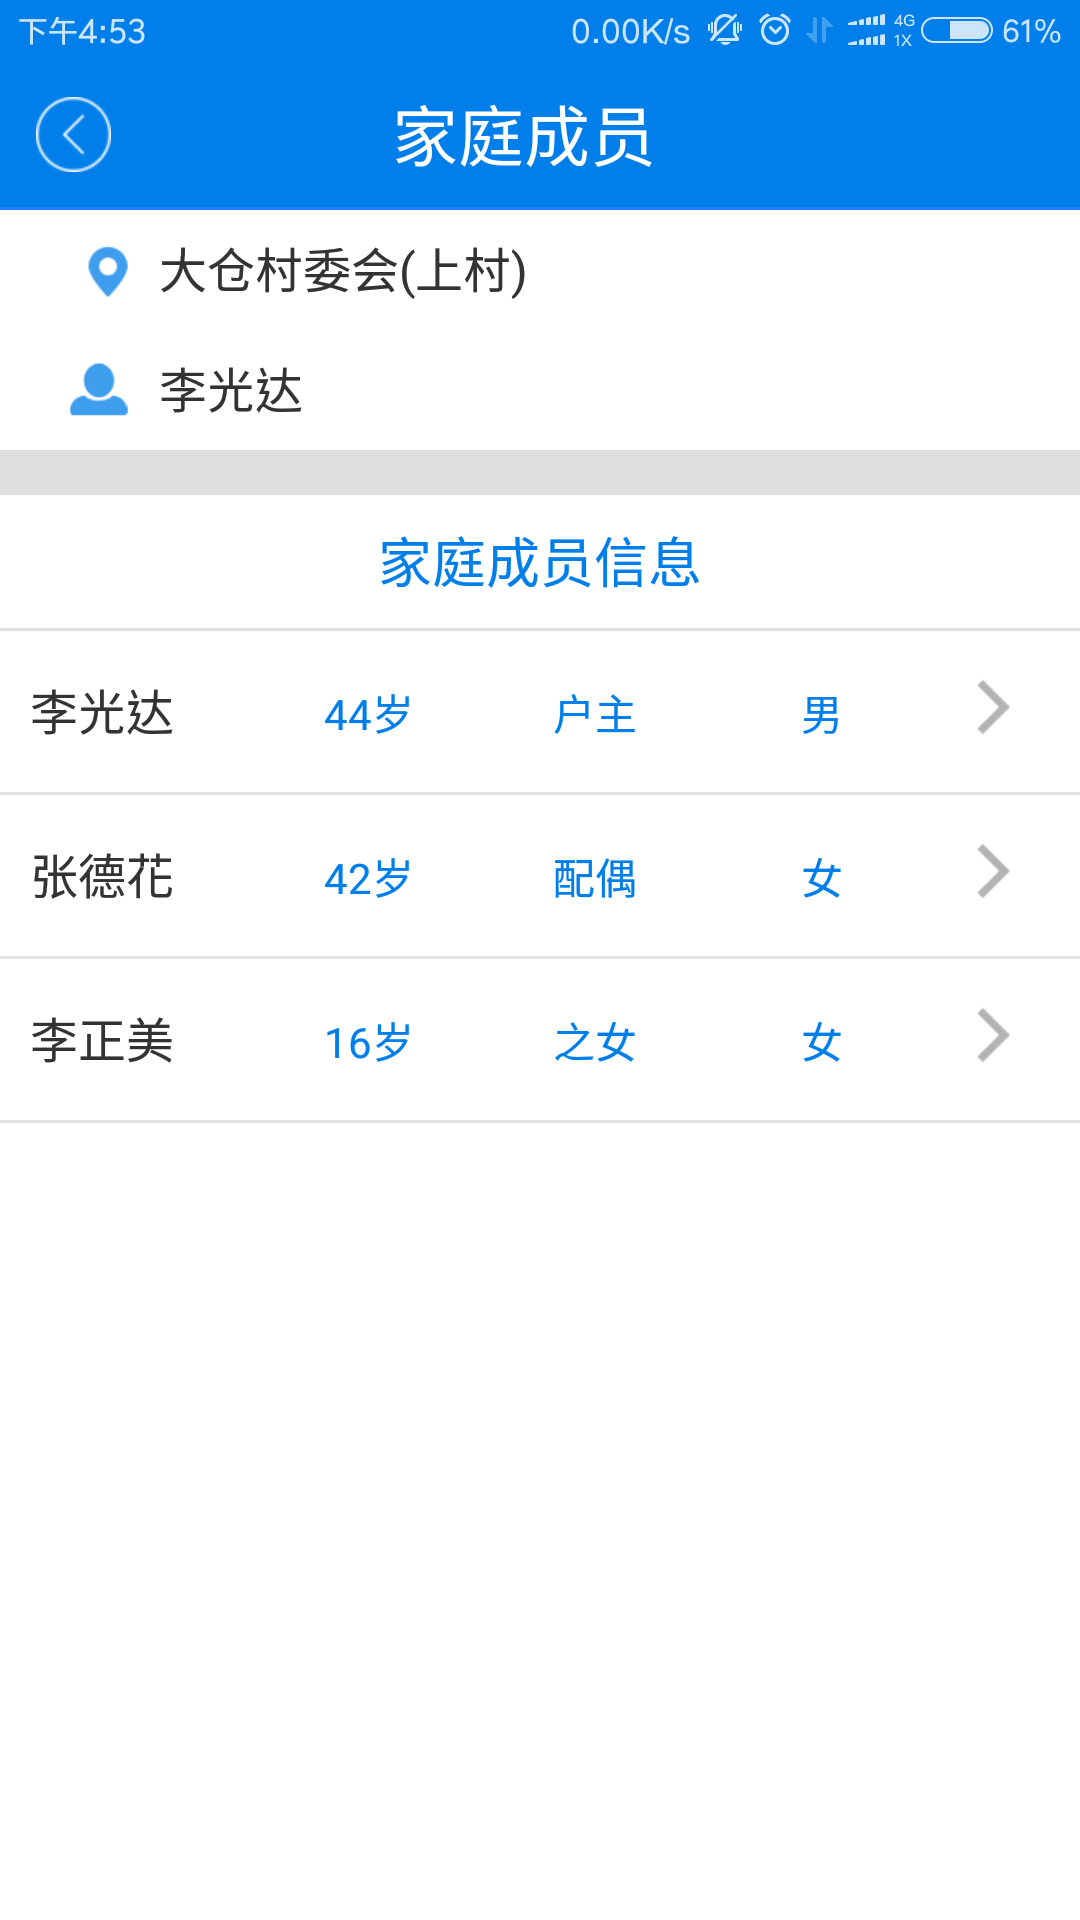 下午4:53 0.00K/s 4G 1X 61%
家庭成员
大仓村委会(上村)
李光达
家庭成员信息
李光达 44岁 户主 男
张德花 42岁 配偶 女
李正美 16岁 之女 女